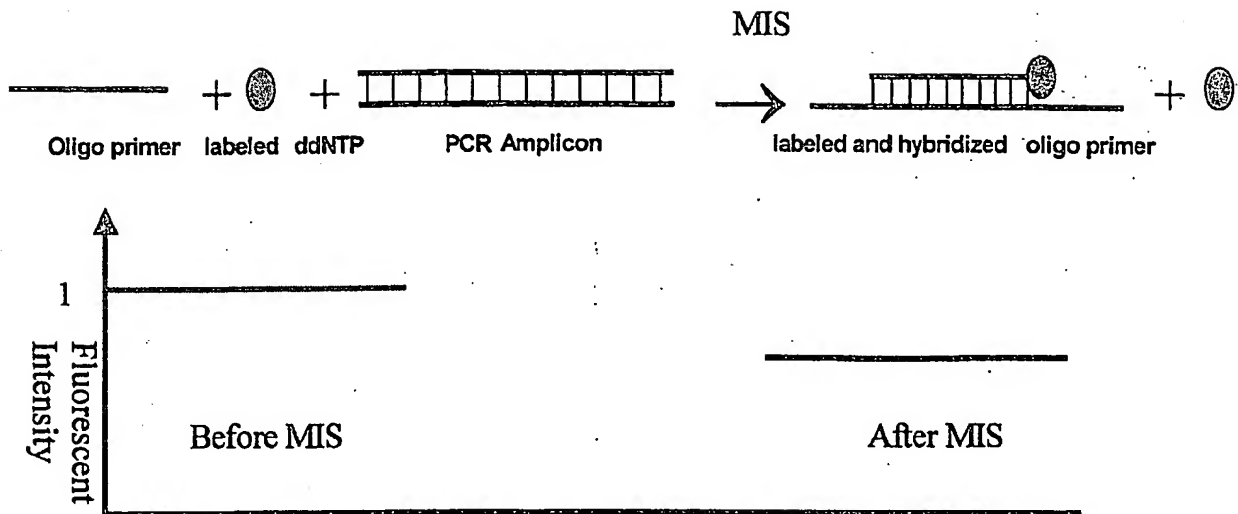 MIS
+ + + 
Oligo primer labeled ddNTP PCR Amplicon labeled and hybridized oligo primer
1
Fluorescent
Intensity
Before MIS After MIS